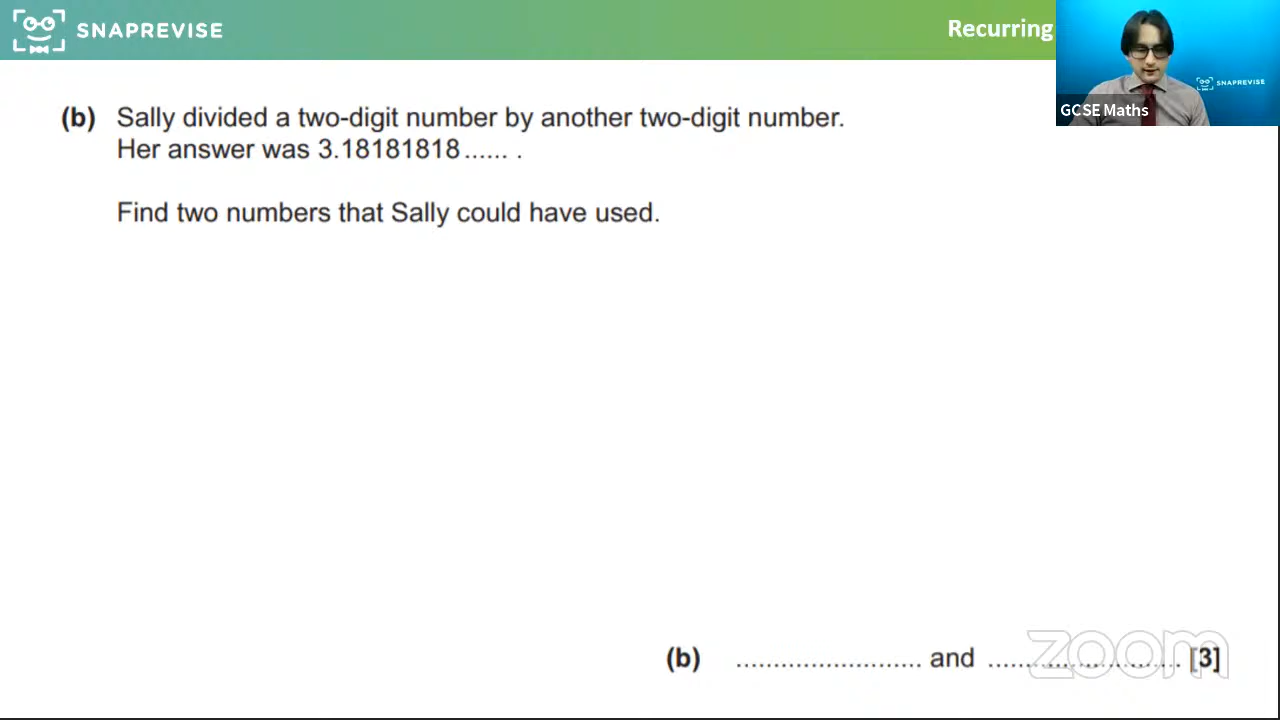 SNAPREVISE
Recurring
SNAPREVISE
GCSE Maths
(b) Sally divided a two-digit number by another two-digit number.
Her answer was 3.18181818...... .
Find two numbers that Sally could have used.
(b) ......................... and .......................... [3]
zoom